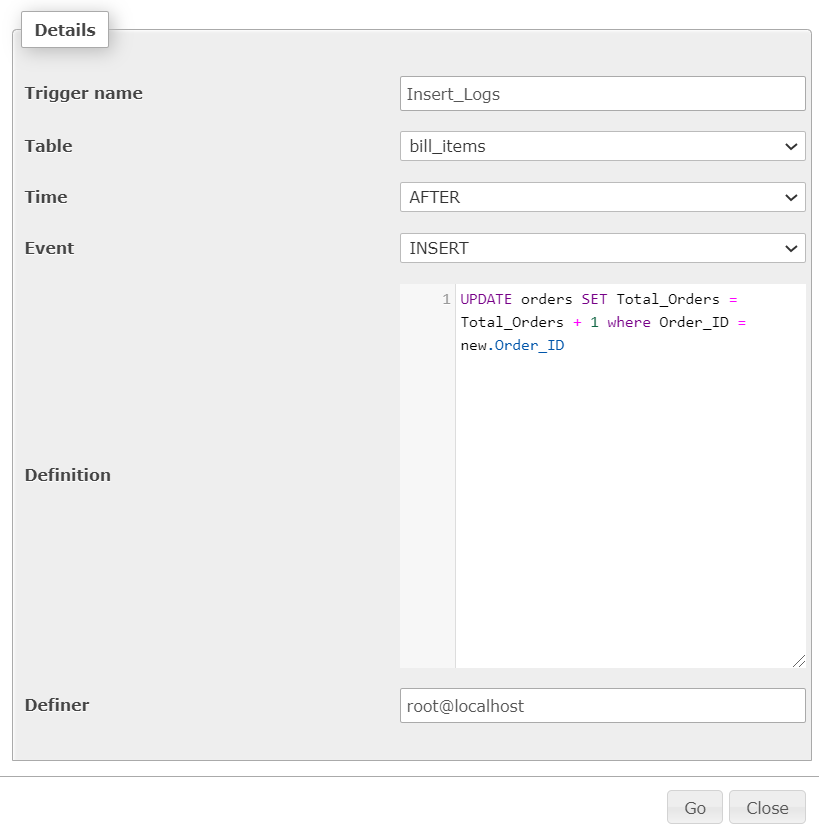 Details
Trigger name
Insert_Logs
Table
bill_items
Time
AFTER
Event
INSERT
Definition
1 UPDATE orders SET Total_Orders =
Total_Orders + 1 where Order_ID =
new.Order_ID
Definer
root@localhost
Go
Close